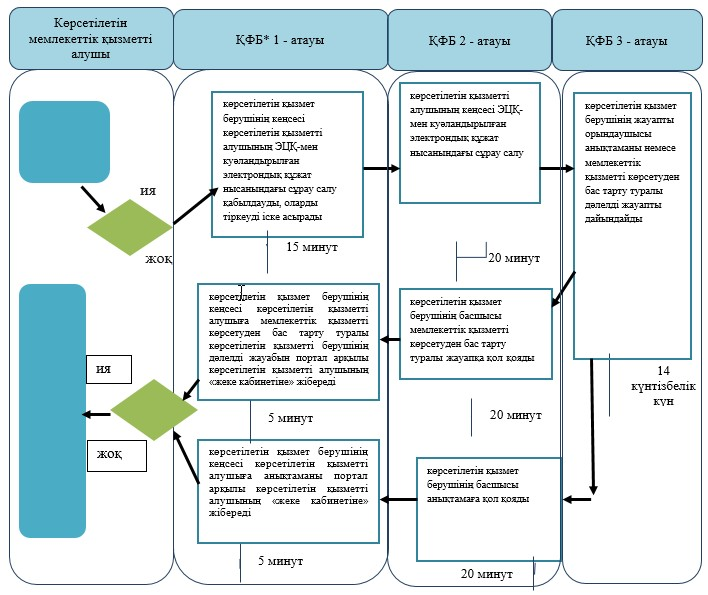 Көрсетілетін
мемлекеттік қызметті
алушы
ҚФБ* 1 - атауы
ҚФБ 2 - атауы
ҚФБ 3 - атауы
көрсетілетін қызмет
берушінің кеңсесі
көрсетілетін қызметті
алушының ЭЦҚ-мен
куәландырылған
электрондық құжат
нысанындағы сұрау салу
қабылдауды, оларды
тіркеуді іске асырады
көрсетілетін қызметті
алушының кеңсесі ЭЦҚ-
мен куәландырылған
электрондық құжат
нысанындағы сұрау салу
көрсетілетін қызмет
берушінің жауапты
орындаушысы
анықтаманы немесе
мемлекеттік
қызметті көрсетуден
бас тарту туралы
дәлелді жауапты
дайындайды
ия
жоқ
15 минут
20 минут
көрсетілетін қызмет берушінің
кеңсесі көрсетілетін қызметті
алушыға мемлекеттік қызметті
көрсетуден бас тарту туралы
көрсетілетін қызметті берушінің
дәлелді жауабын портал арқылы
көрсетілетін қызметті алушының
«жеке кабинетіне» жібереді
көрсетілетін қызмет
берушінің басшысы
мемлекеттік қызметті
көрсетуден бас тарту
туралы жауапқа қол қояды
14
күнтізбелік
күн
ия
5 минут
20 минут
жоқ
көрсетілетін қызмет берушінің
кеңсесі көрсетілетін қызметті
алушыға анықтаманы портал
арқылы көрсетілетін қызметті
алушының «жеке кабинетіне»
жібереді
көрсетілетін қызмет
берушінің басшысы
анықтамаға қол қояды
5 минут
20 минут